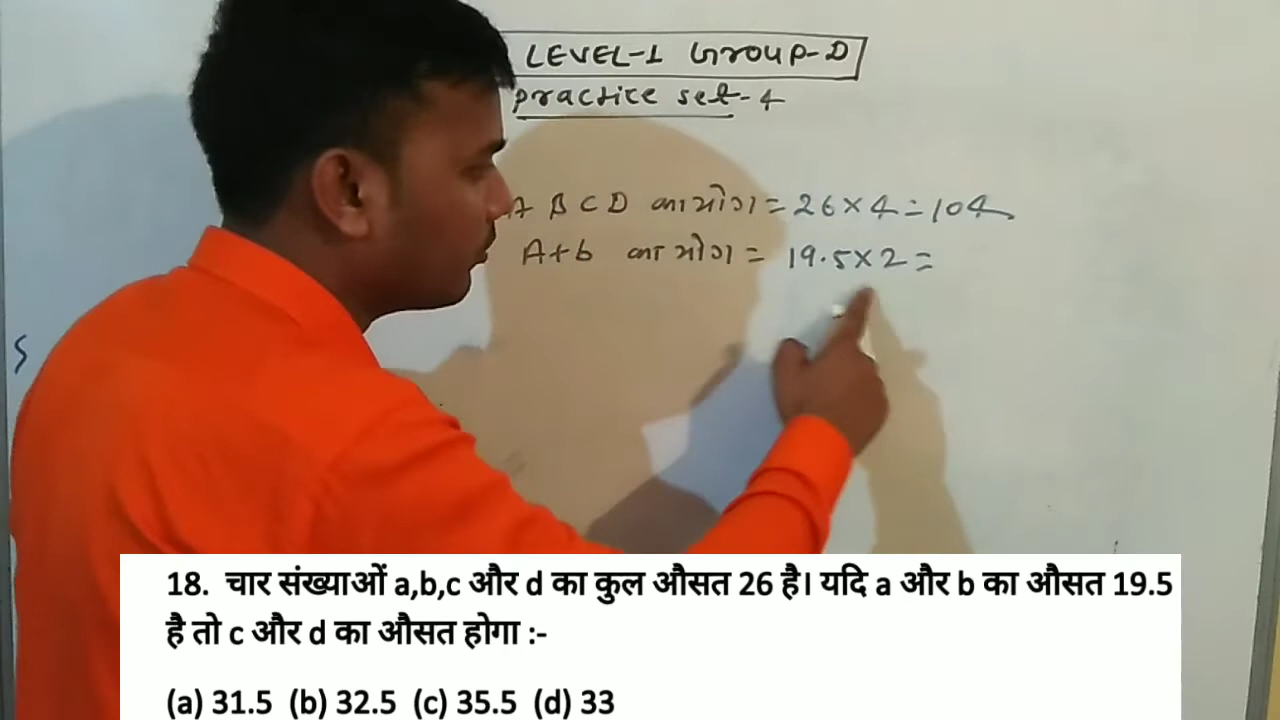 LEVEL-1 GROUP-D
practice set-4
A B C D का योग = 26×4=104
A+b का योग = 19.5×2=
18. चार संख्याओं a,b,c और d का कुल औसत 26 है। यदि a और b का औसत 19.5
है तो c और d का औसत होगा :-
(a) 31.5 (b) 32.5 (c) 35.5 (d) 33